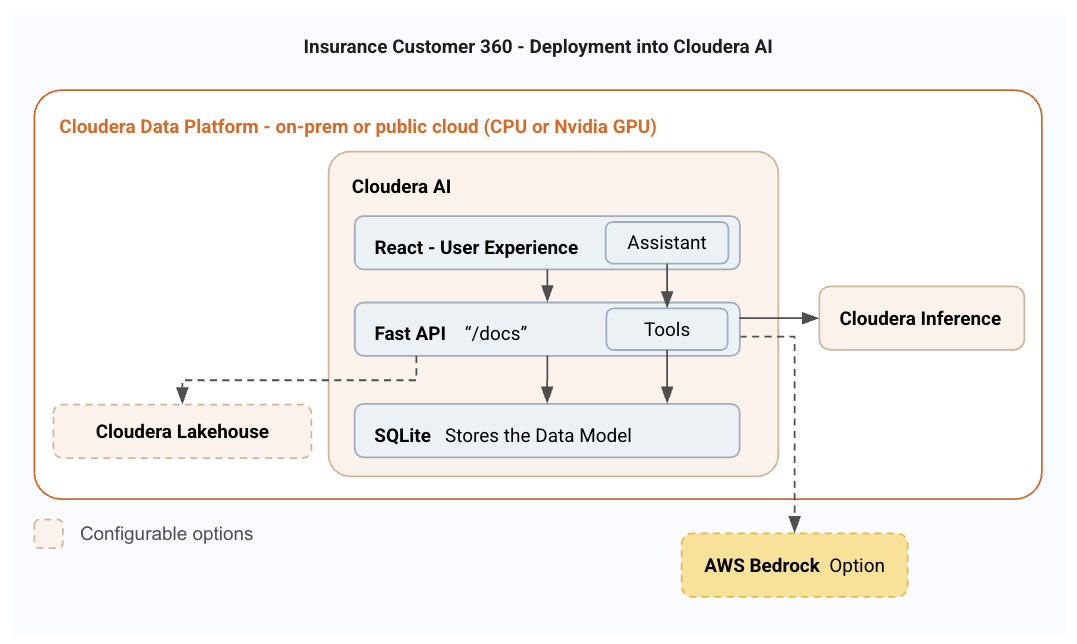 Insurance Customer 360 - Deployment into Cloudera AI
Cloudera Data Platform - on-prem or public cloud (CPU or Nvidia GPU)
Cloudera AI
React - User Experience
Assistant
Fast API “/docs”
Tools
Cloudera Inference
Cloudera Lakehouse
SQLite Stores the Data Model
Configurable options
AWS Bedrock Option